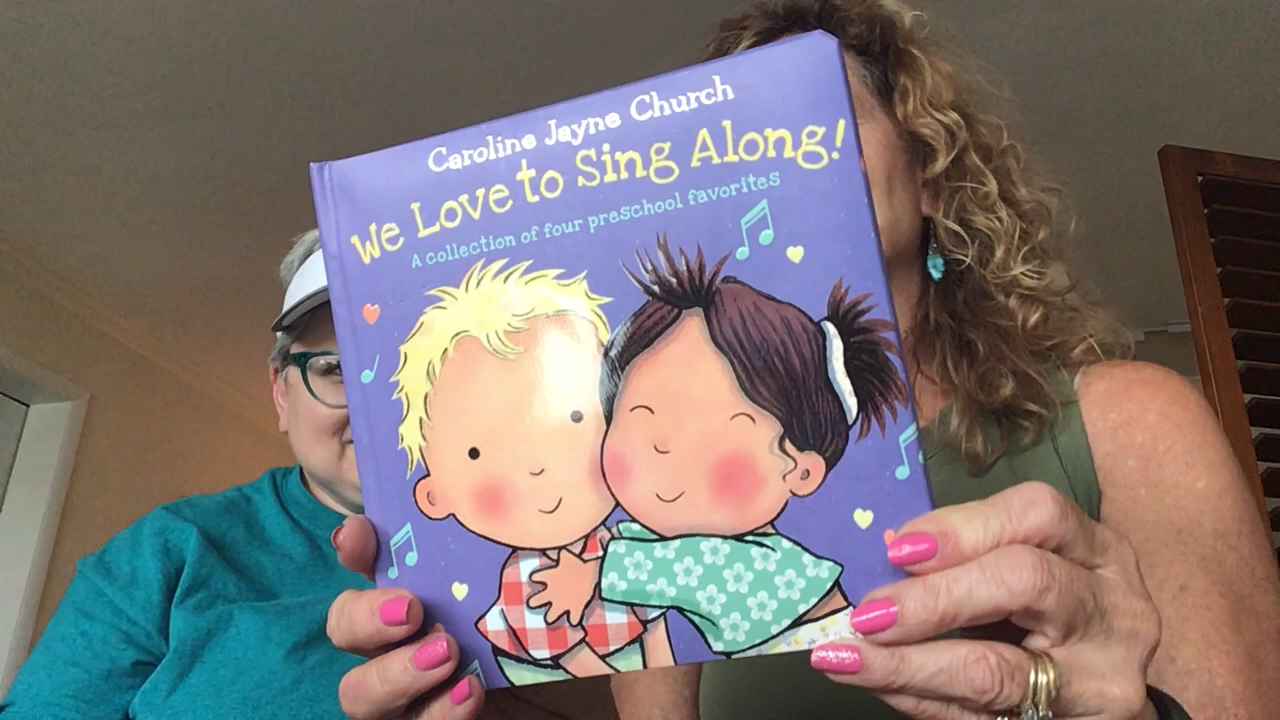 Caroline Jayne Church
We Love to Sing Along!
A collection of four preschool favorites